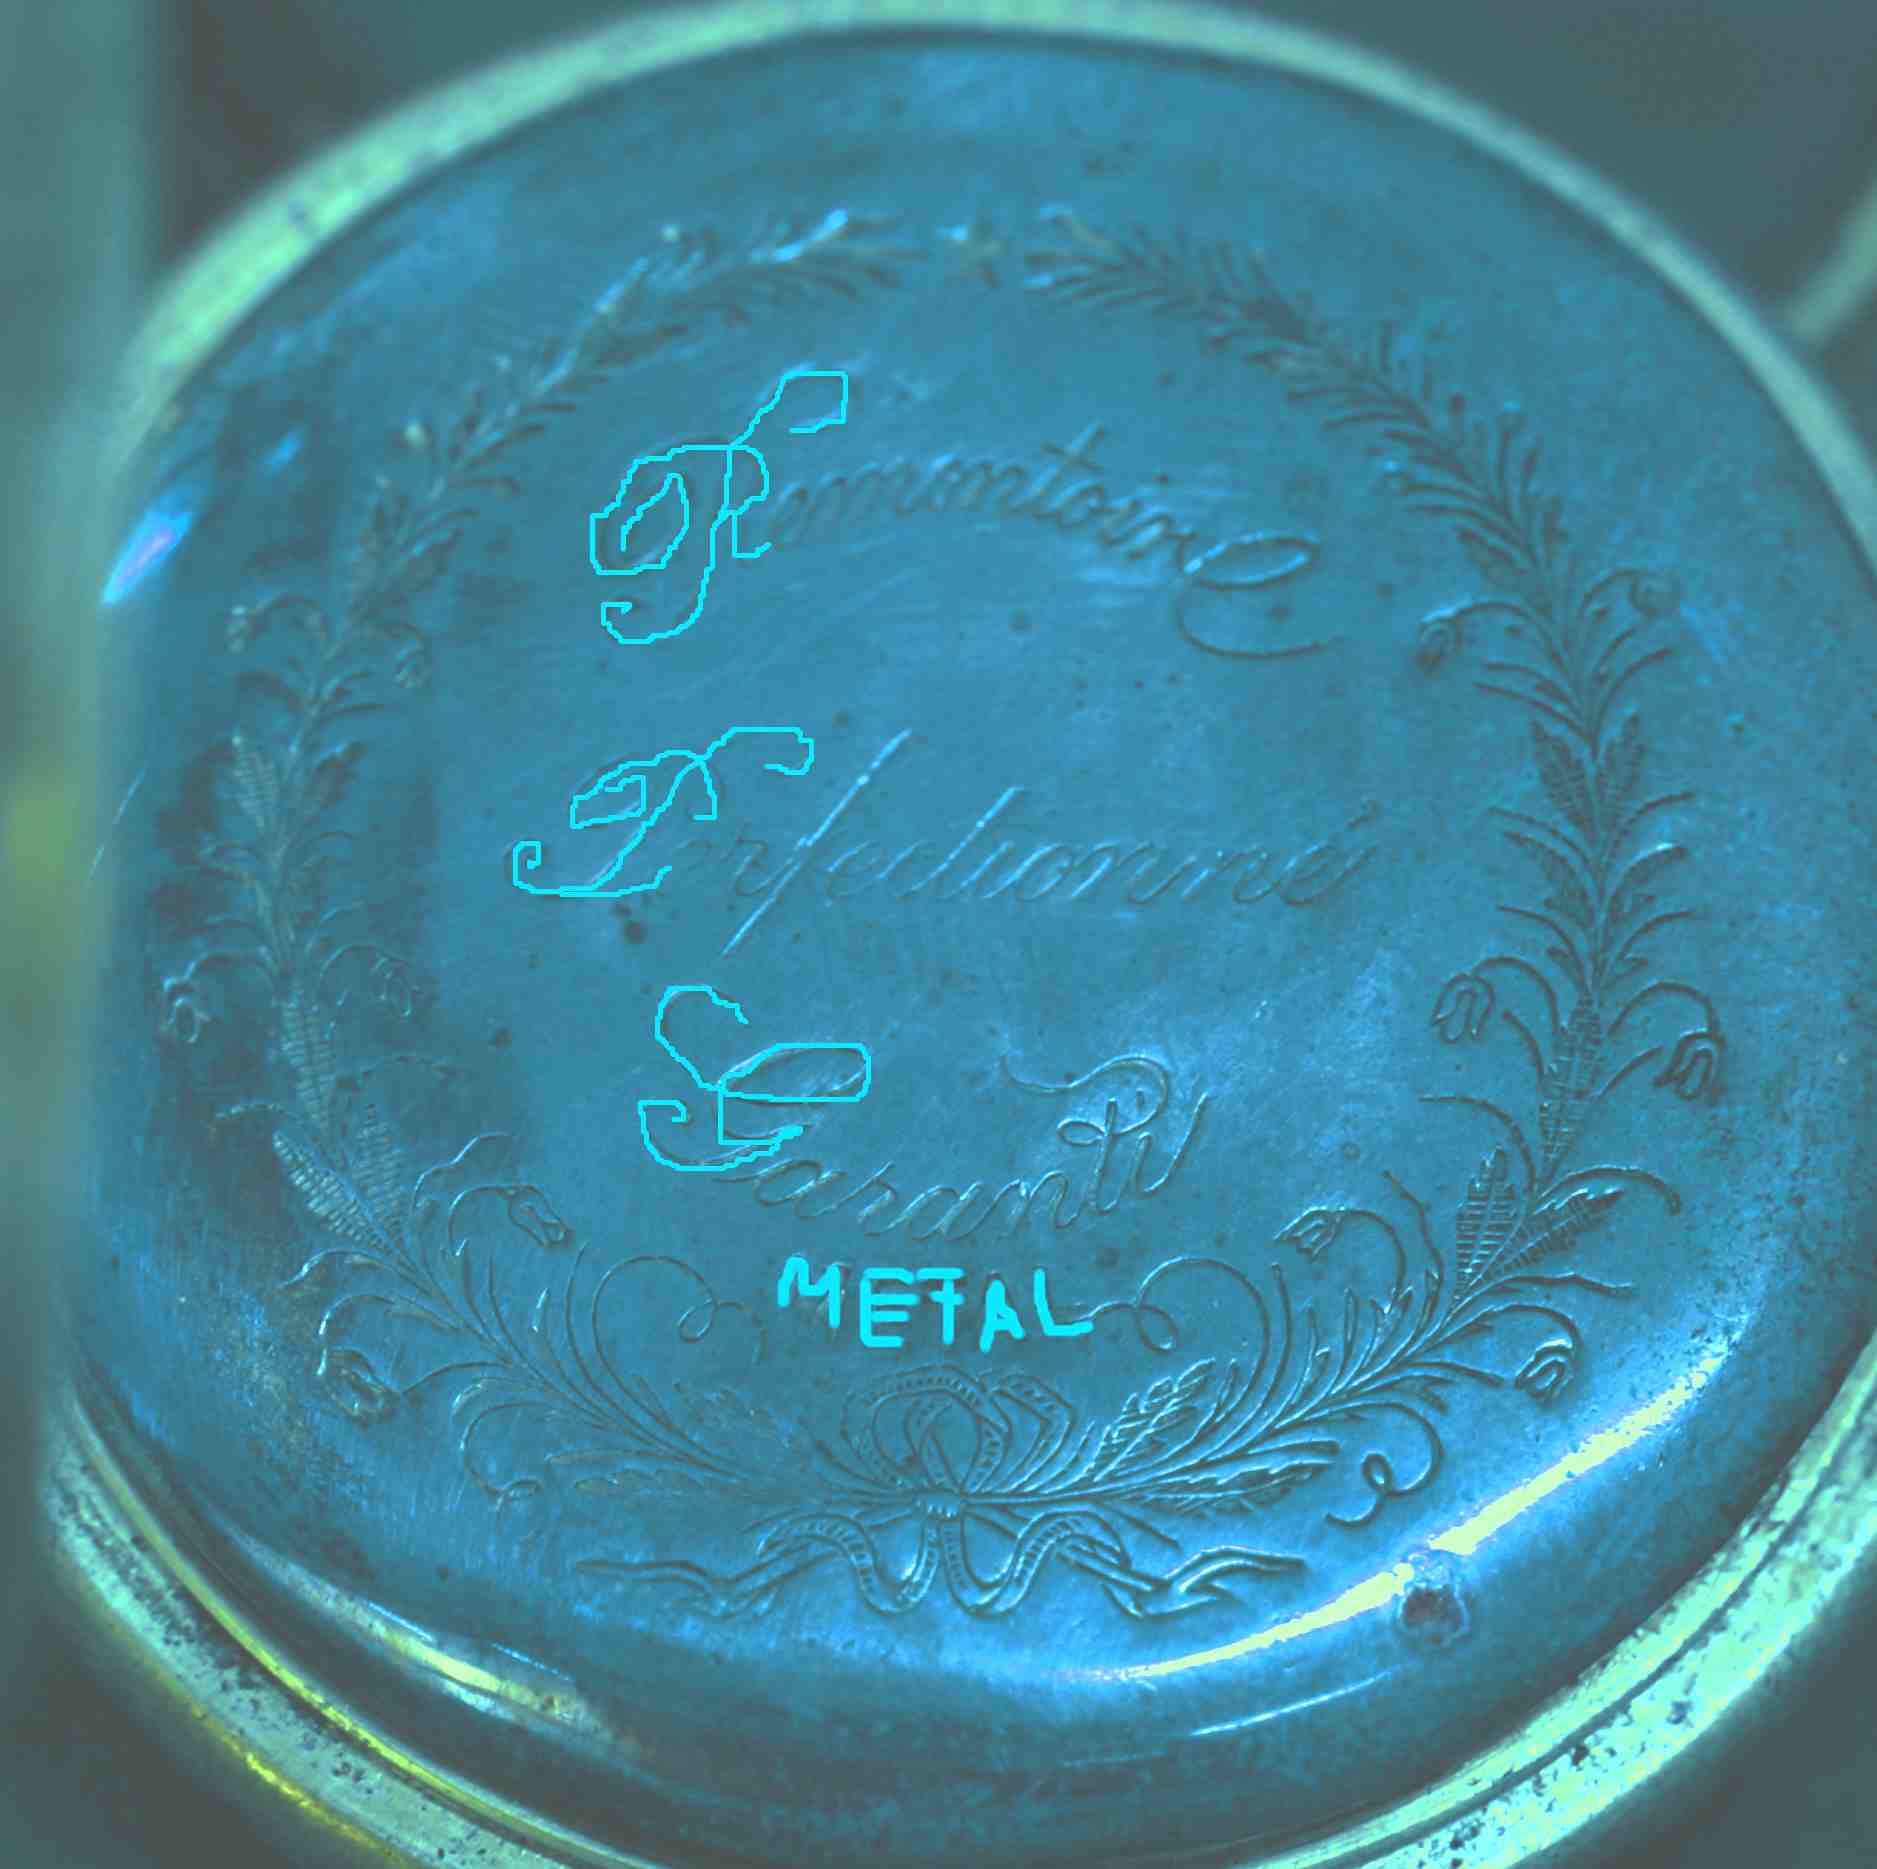 Remontoire
Perfectionné
Garanti
METAL